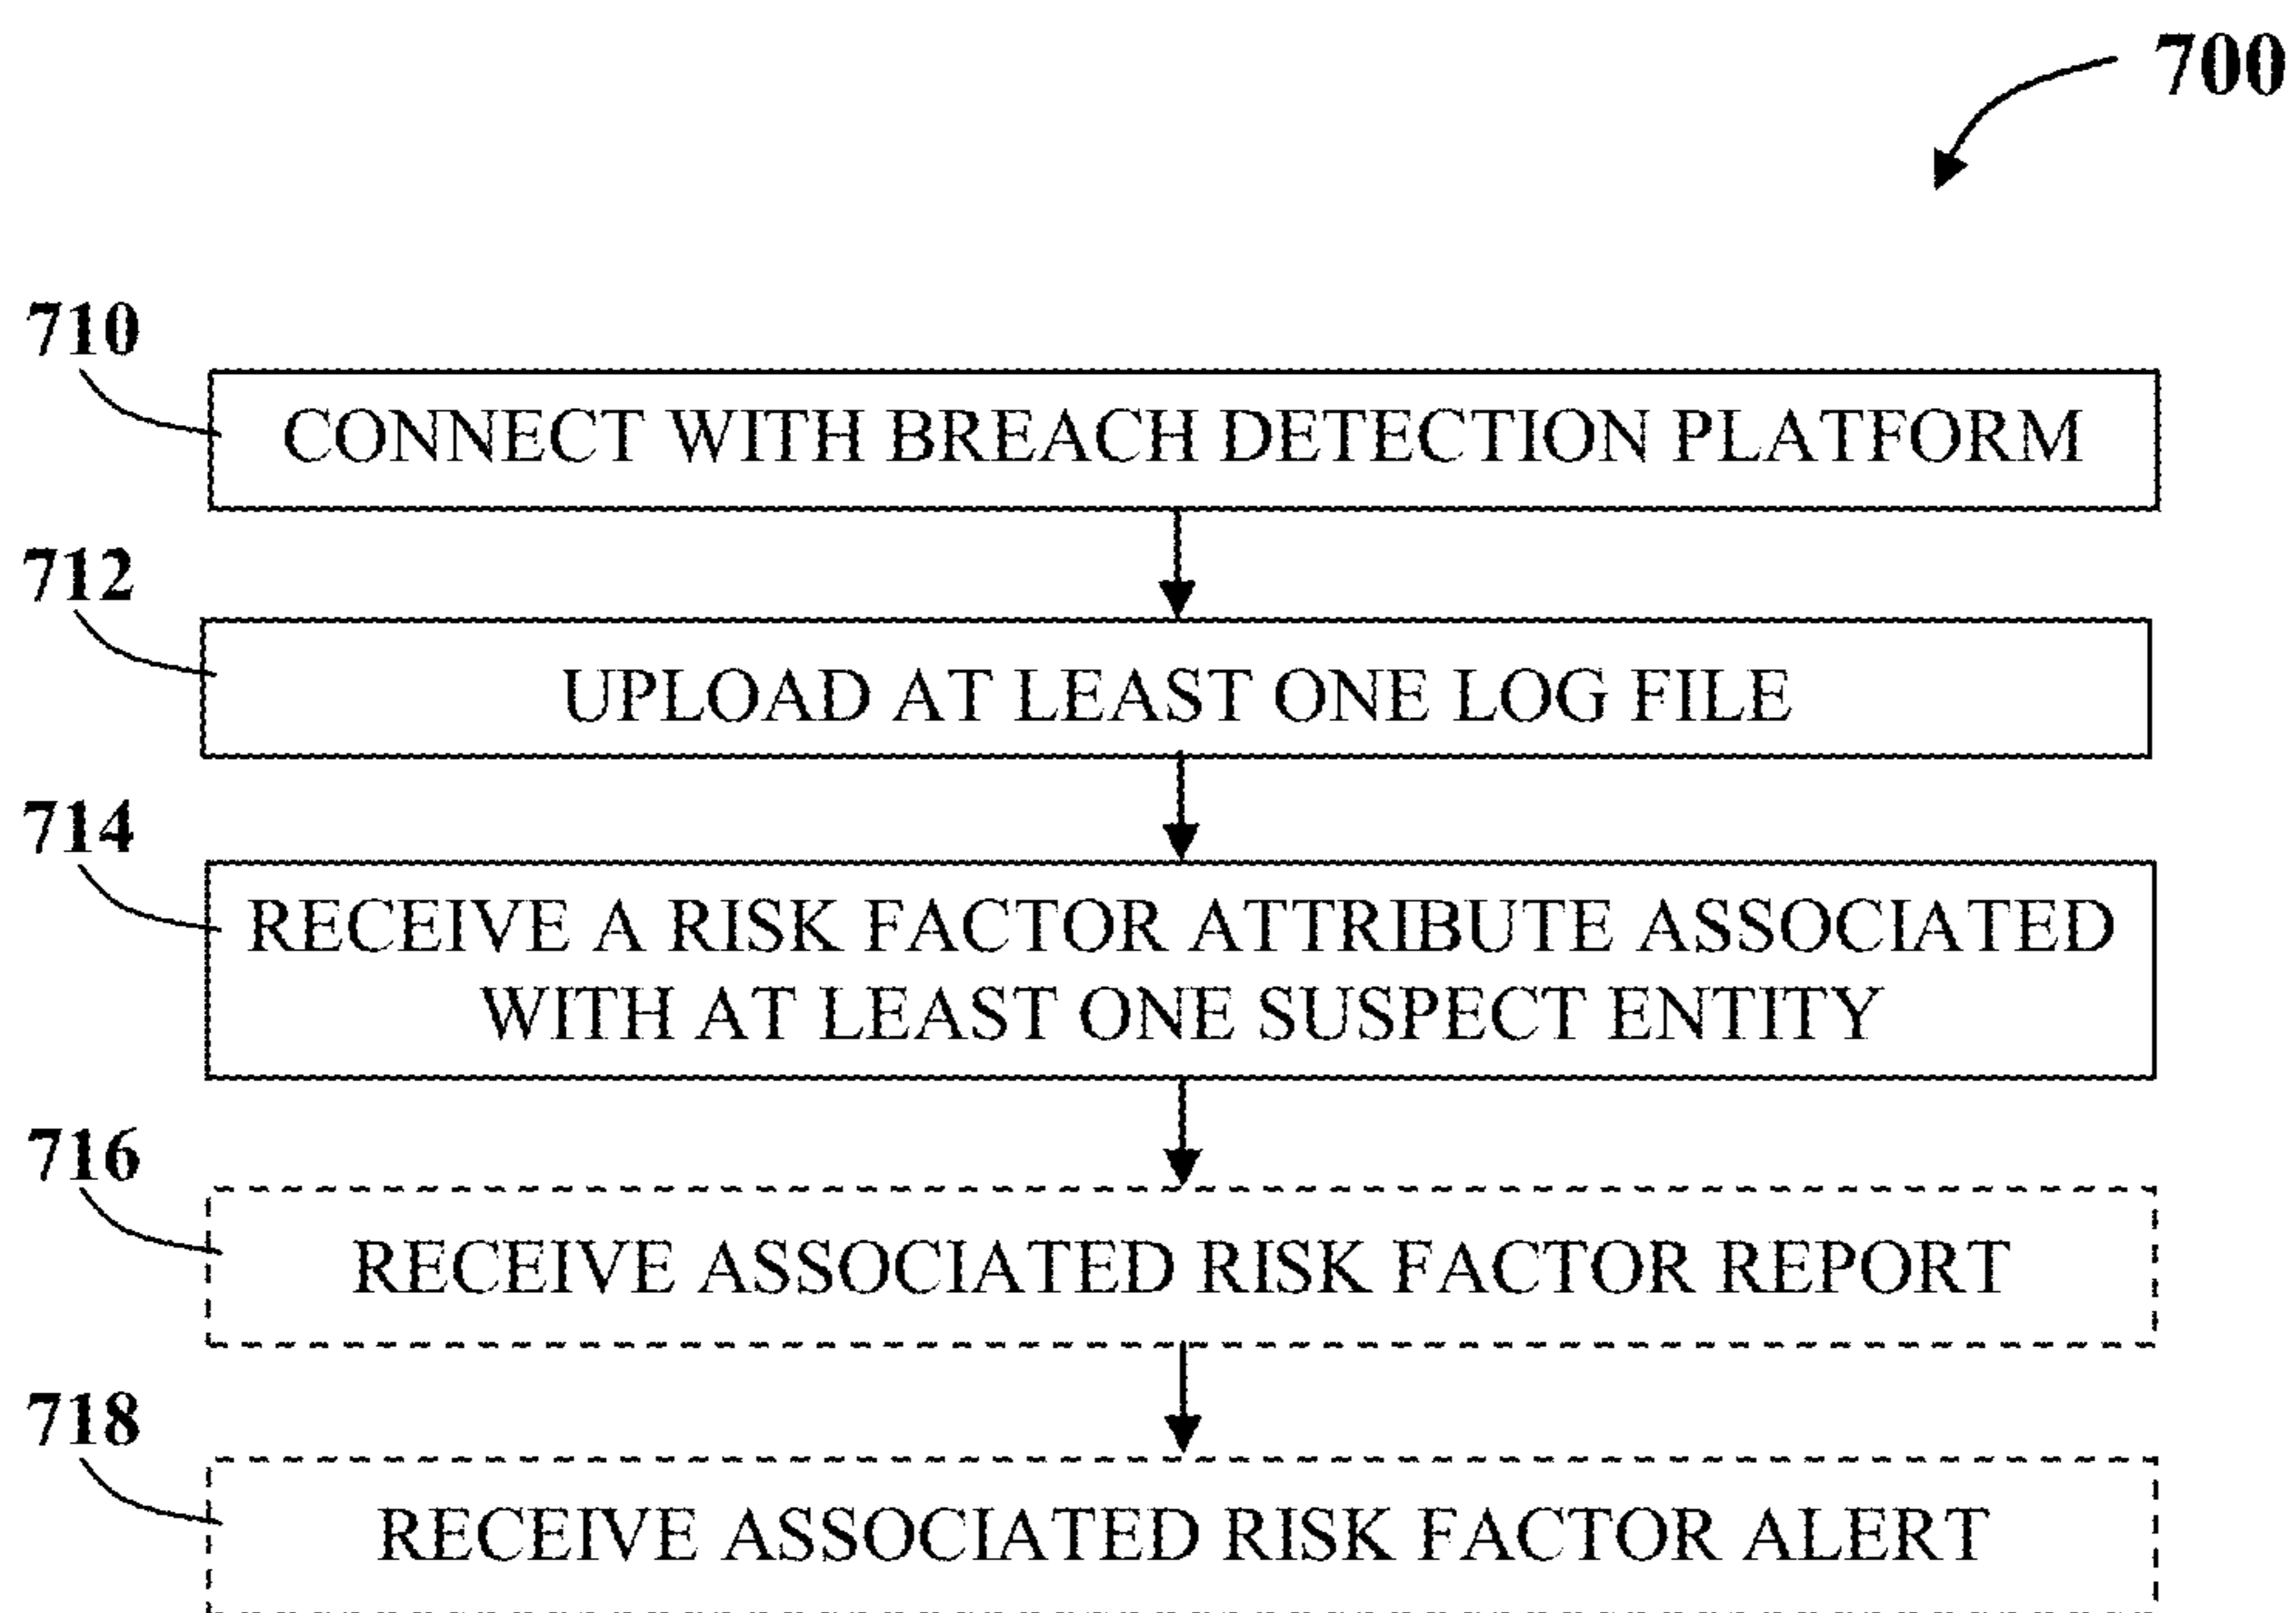 700
710
CONNECT WITH BREACH DETECTION PLATFORM
712
UPLOAD AT LEAST ONE LOG FILE
714
RECEIVE A RISK FACTOR ATTRIBUTE ASSOCIATED
WITH AT LEAST ONE SUSPECT ENTITY
716
RECEIVE ASSOCIATED RISK FACTOR REPORT
718
RECEIVE ASSOCIATED RISK FACTOR ALERT